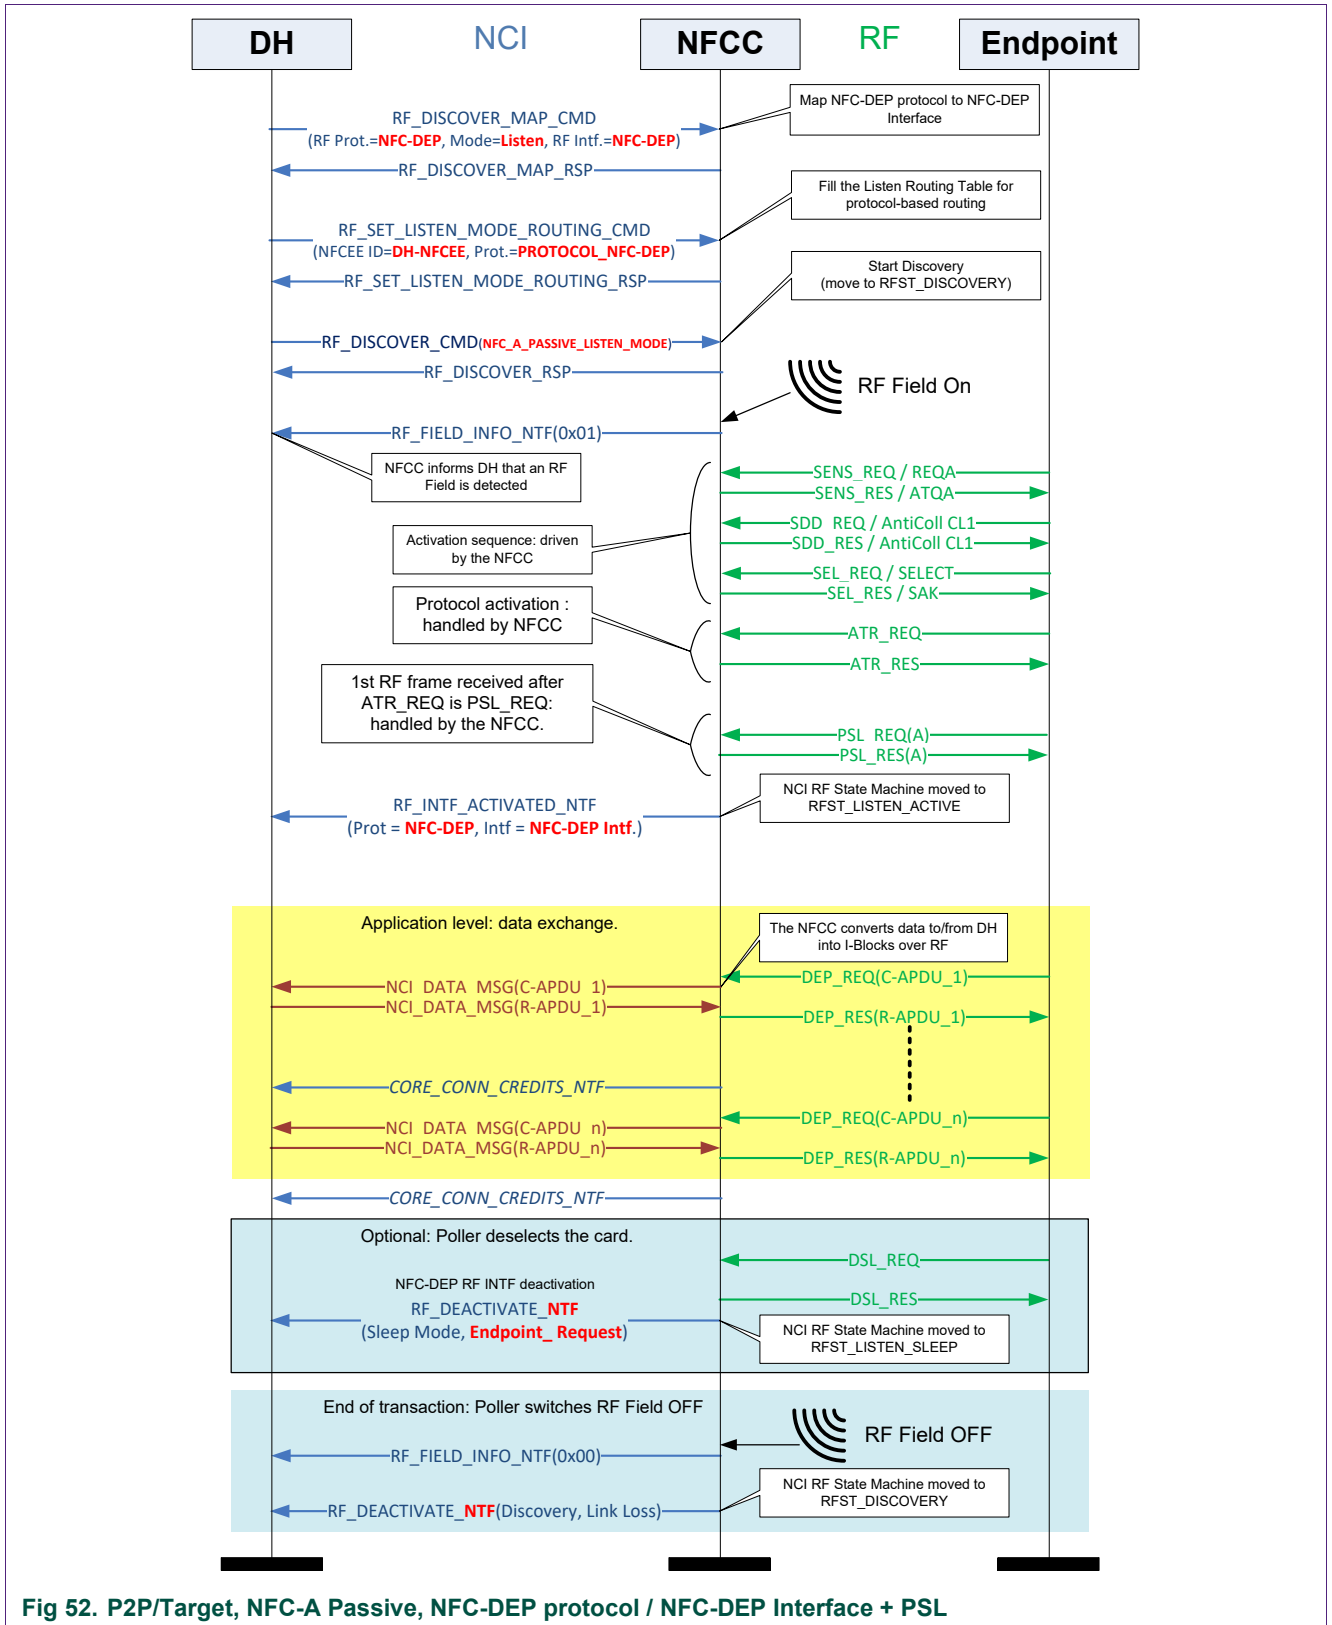 DH
NCI
NFCC
RF
Endpoint
Map NFC-DEP protocol to NFC-DEP
Interface
RF_DISCOVER_MAP_CMD
(RF Prot.=NFC-DEP, Mode=Listen, RF Intf.=NFC-DEP)
RF_DISCOVER_MAP_RSP
Fill the Listen Routing Table for
protocol-based routing
RF_SET_LISTEN_MODE_ROUTING_CMD
(NFCEE ID=DH-NFCEE, Prot.=PROTOCOL_NFC-DEP)
RF_SET_LISTEN_MODE_ROUTING_RSP
Start Discovery
(move to RFST_DISCOVERY)
RF_DISCOVER_CMD(NFC_A_PASSIVE_LISTEN_MODE)
RF_DISCOVER_RSP
RF Field On
RF_FIELD_INFO_NTF(0x01)
NFCC informs DH that an RF
Field is detected
SENS_REQ / REQA
SENS_RES / ATQA
SDD_REQ / AntiColl CL1
SDD_RES / AntiColl CL1
Activation sequence: driven
by the NFCC
SEL_REQ / SELECT
SEL_RES / SAK
Protocol activation :
handled by NFCC
ATR_REQ
ATR_RES
1st RF frame received after
ATR_REQ is PSL_REQ:
handled by the NFCC.
PSL_REQ(A)
PSL_RES(A)
NCI RF State Machine moved to
RFST_LISTEN_ACTIVE
RF_INTF_ACTIVATED_NTF
(Prot = NFC-DEP, Intf = NFC-DEP Intf.)
Application level: data exchange.
The NFCC converts data to/from DH
into I-Blocks over RF
DEP_REQ(C-APDU_1)
NCI_DATA_MSG(C-APDU_1)
NCI_DATA_MSG(R-APDU_1)
DEP_RES(R-APDU_1)
CORE_CONN_CREDITS_NTF
DEP_REQ(C-APDU_n)
NCI_DATA_MSG(C-APDU_n)
NCI_DATA_MSG(R-APDU_n)
DEP_RES(R-APDU_n)
CORE_CONN_CREDITS_NTF
Optional: Poller deselects the card.
DSL_REQ
NFC-DEP RF INTF deactivation
DSL_RES
RF_DEACTIVATE_NTF
(Sleep Mode, Endpoint_ Request)
NCI RF State Machine moved to
RFST_LISTEN_SLEEP
End of transaction: Poller switches RF Field OFF
RF Field OFF
RF_FIELD_INFO_NTF(0x00)
NCI RF State Machine moved to
RFST_DISCOVERY
RF_DEACTIVATE_NTF(Discovery, Link Loss)
Fig 52. P2P/Target, NFC-A Passive, NFC-DEP protocol / NFC-DEP Interface + PSL